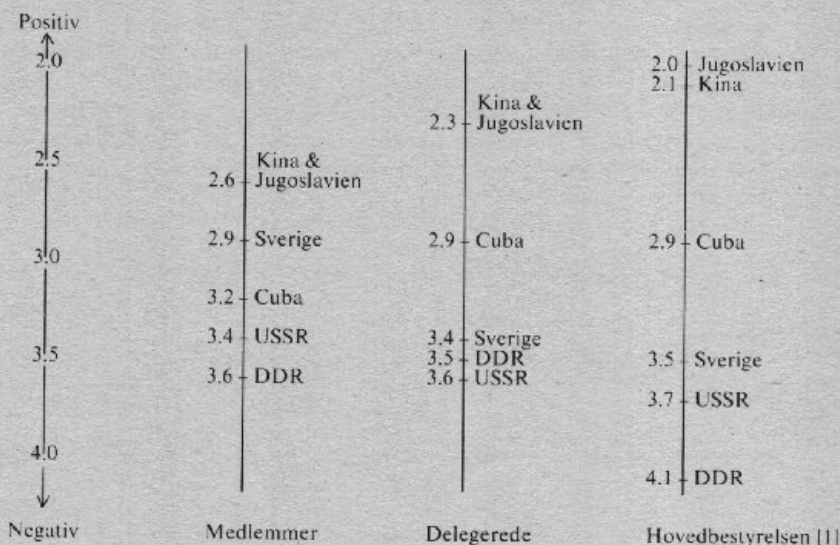 Positiv
2.0
2.5
3.0
3.5
4.0
Negativ
Kina &
2.6 Jugoslavien
2.9 Sverige
3.2 Cuba
3.4 USSR
3.6 DDR
Medlemmer
Kina &
2.3 Jugoslavien
2.9 Cuba
3.4 Sverige
3.5 DDR
3.6 USSR
Delegerede
2.0 Jugoslavien
2.1 Kina
2.9 Cuba
3.5 Sverige
3.7 USSR
4.1 DDR
Hovedbestyrelsen [1]